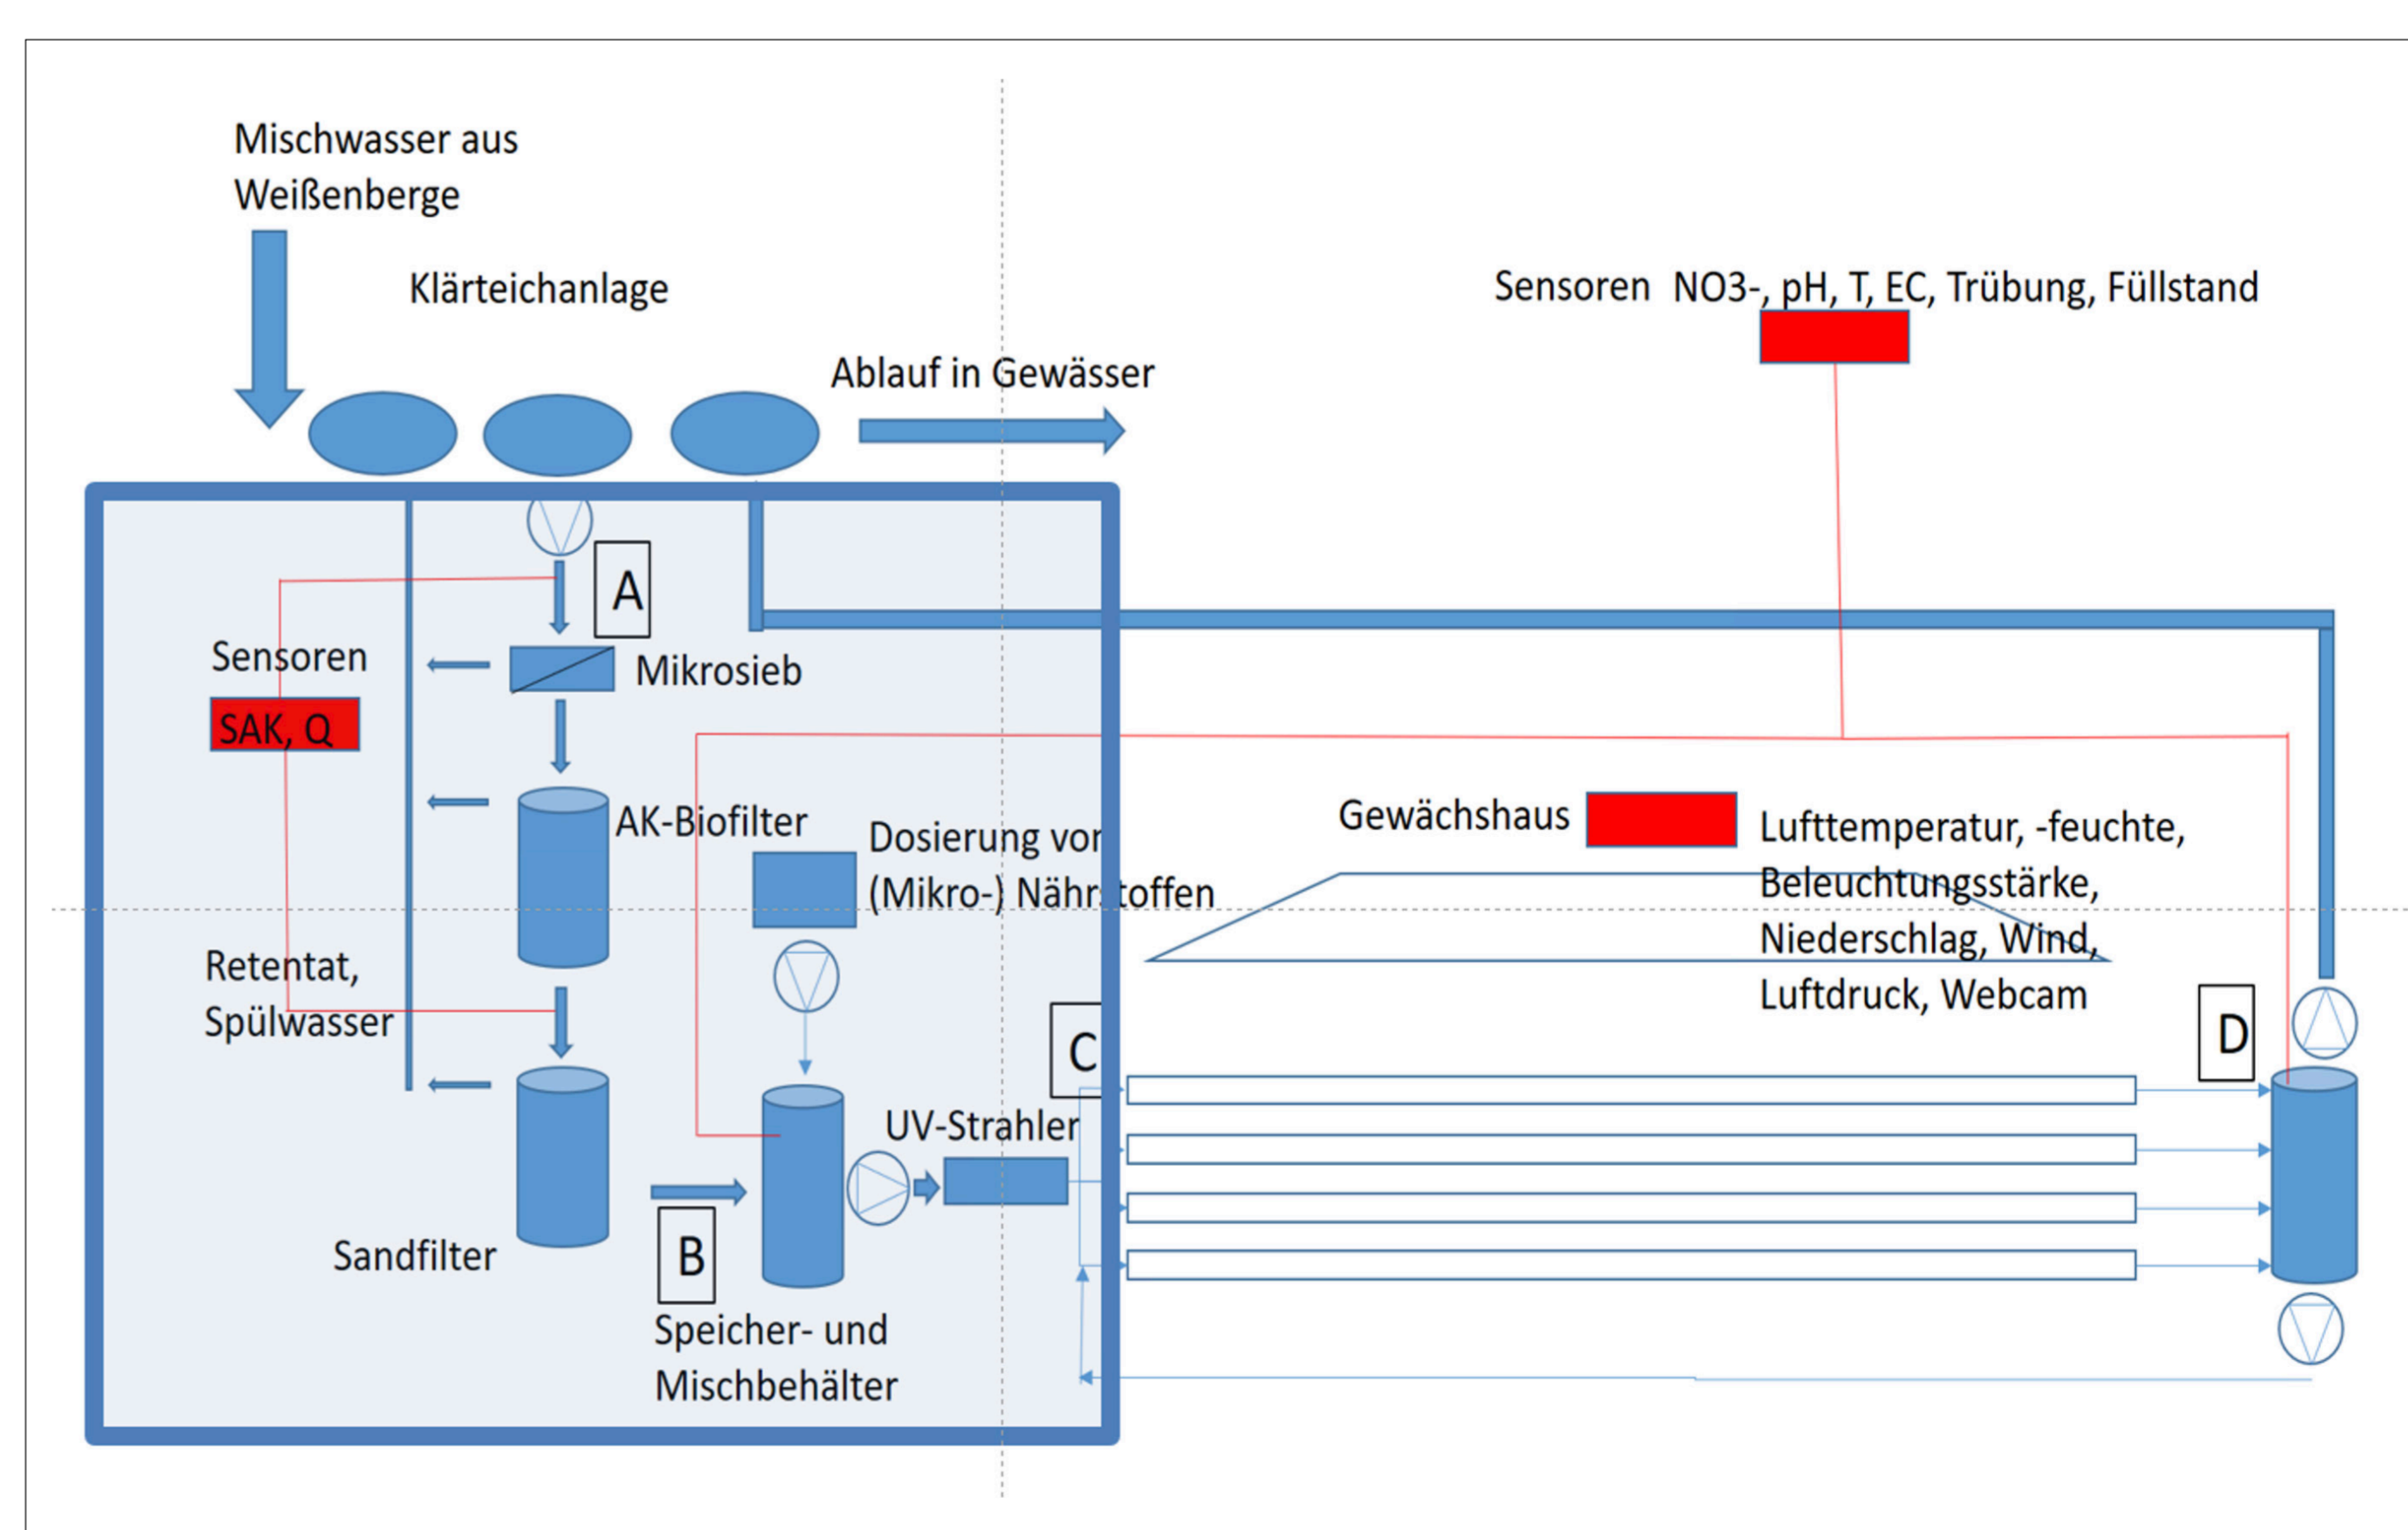 Mischwasser aus
Weißenberge
Klärteichanlage
Sensoren NO3-, pH, T, EC, Trübung, Füllstand
Ablauf in Gewässer
A
Sensoren
Mikrosieb
SAK, Q
AK-Biofilter
Dosierung von
(Mikro-) Nährstoffen
Gewächshaus
Lufttemperatur, -feuchte,
Beleuchtungsstärke,
Niederschlag, Wind,
Luftdruck, Webcam
Retentat,
Spülwasser
C
D
UV-Strahler
Sandfilter
B
Speicher- und
Mischbehälter